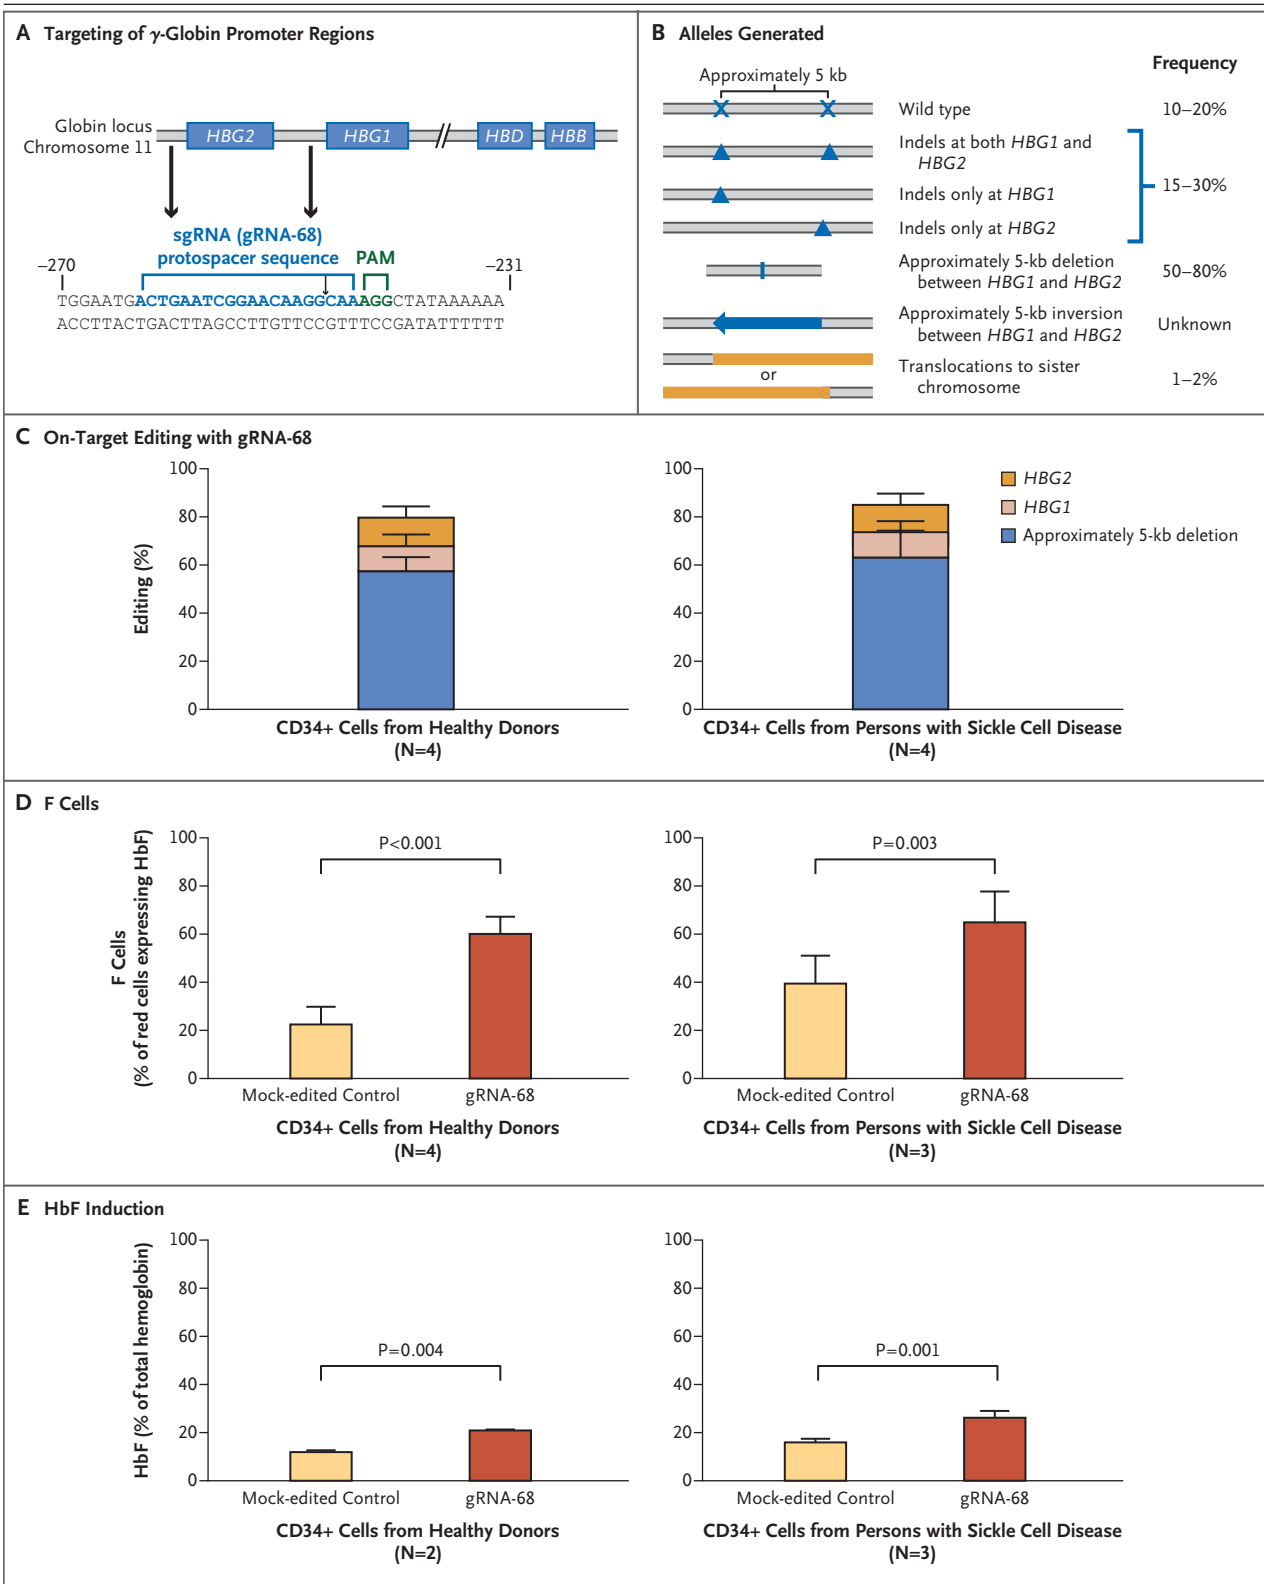 A Targeting of γ-Globin Promoter Regions
Globin locus
Chromosome 11
HBG2
HBG1
HBD
HBB
sgRNA (gRNA-68)
protospacer sequence
PAM
–270
–231
TGGAATGACTGAATCGGAACAAGGCAAAGGCTATAAAAAA
ACCTTACTGACTTAGCCTTGTTCCGTTTCCGATATTTTTT
B Alleles Generated
Frequency
Approximately 5 kb
Wild type
10–20%
Indels at both HBG1 and
HBG2
Indels only at HBG1
15–30%
Indels only at HBG2
Approximately 5-kb deletion
between HBG1 and HBG2
50–80%
Approximately 5-kb inversion
between HBG1 and HBG2
Unknown
or
Translocations to sister
chromosome
1–2%
C On-Target Editing with gRNA-68
Editing (%)
100
80
60
40
20
0
CD34+ Cells from Healthy Donors
(N=4)
100
80
60
40
20
0
CD34+ Cells from Persons with Sickle Cell Disease
(N=4)
HBG2
HBG1
Approximately 5-kb deletion
D F Cells
F Cells
(% of red cells expressing HbF)
100
80
60
40
20
0
P<0.001
Mock-edited Control
gRNA-68
CD34+ Cells from Healthy Donors
(N=4)
100
80
60
40
20
0
P=0.003
Mock-edited Control
gRNA-68
CD34+ Cells from Persons with Sickle Cell Disease
(N=3)
E HbF Induction
HbF (% of total hemoglobin)
100
80
60
40
20
0
P=0.004
Mock-edited Control
gRNA-68
CD34+ Cells from Healthy Donors
(N=2)
100
80
60
40
20
0
P=0.001
Mock-edited Control
gRNA-68
CD34+ Cells from Persons with Sickle Cell Disease
(N=3)